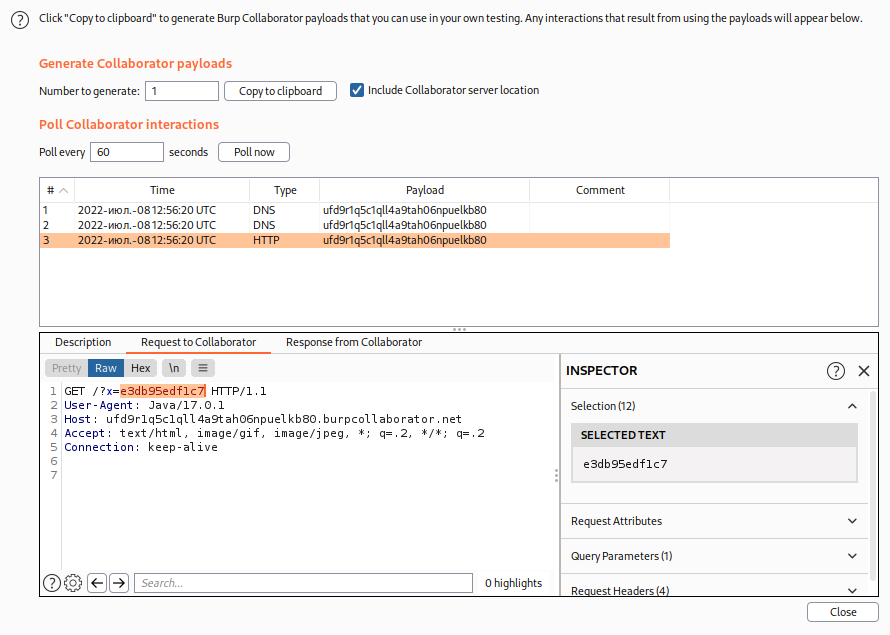 Click "Copy to clipboard" to generate Burp Collaborator payloads that you can use in your own testing. Any interactions that result from using the payloads will appear below.
Generate Collaborator payloads
Number to generate: 1 Copy to clipboard Include Collaborator server location
Poll Collaborator interactions
Poll every 60 seconds Poll now
# Time Type Payload Comment
1 2022-июл.-08 12:56:20 UTC DNS ufd9r1q5c1qll4a9tah06npuelkb80
2 2022-июл.-08 12:56:20 UTC DNS ufd9r1q5c1qll4a9tah06npuelkb80
3 2022-июл.-08 12:56:20 UTC HTTP ufd9r1q5c1qll4a9tah06npuelkb80
Description Request to Collaborator Response from Collaborator
Pretty Raw Hex \n
1 GET /?x=e3db95edf1c7 HTTP/1.1
2 User-Agent: Java/17.0.1
3 Host: ufd9r1q5c1qll4a9tah06npuelkb80.burpcollaborator.net
4 Accept: text/html, image/gif, image/jpeg, *; q=.2, */*; q=.2
5 Connection: keep-alive
6
7
? Search... 0 highlights
INSPECTOR ?
Selection (12)
SELECTED TEXT
e3db95edf1c7
Request Attributes
Query Parameters (1)
Request Headers (4)
Close